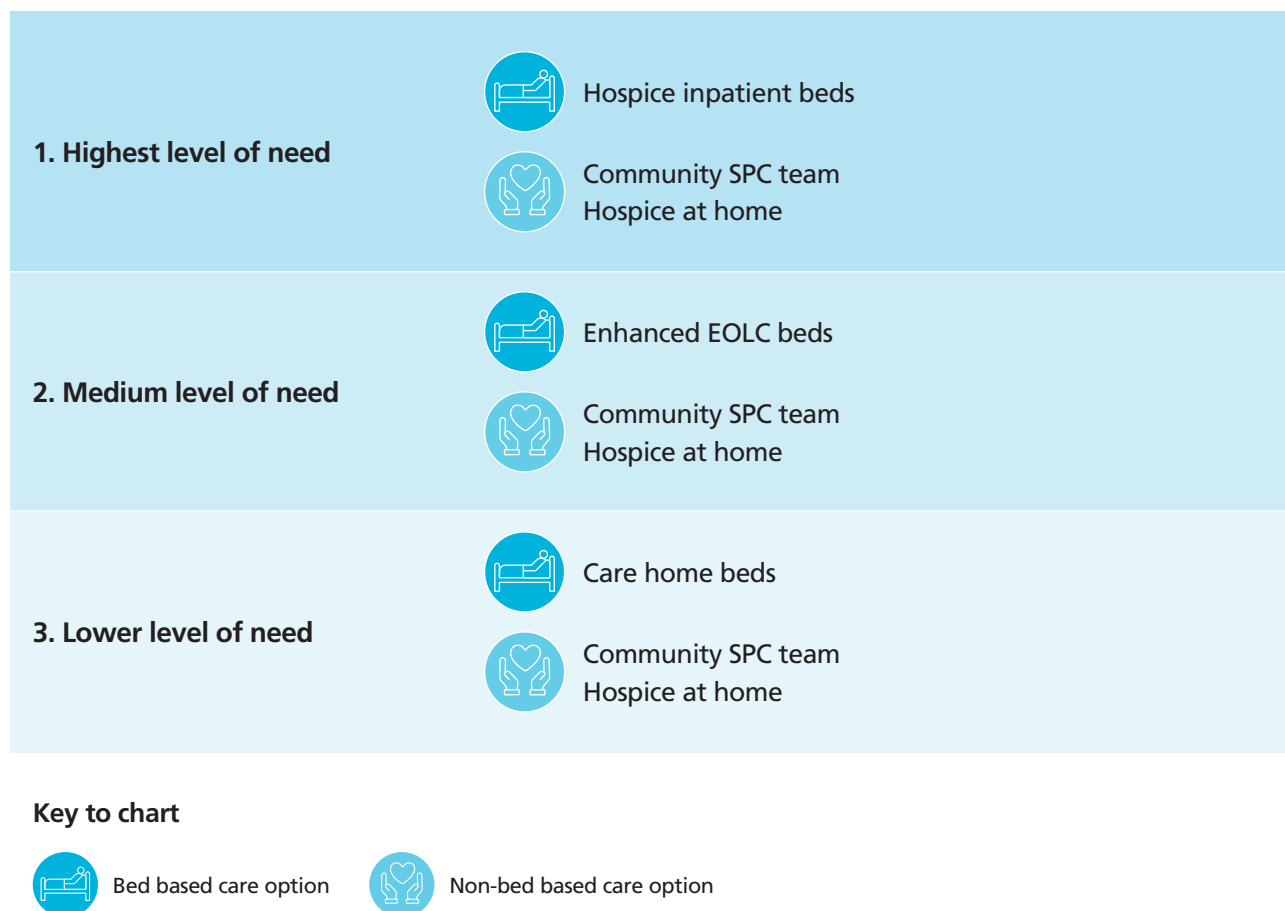 1. Highest level of need
Hospice inpatient beds
Community SPC team
Hospice at home
2. Medium level of need
Enhanced EOLC beds
Community SPC team
Hospice at home
3. Lower level of need
Care home beds
Community SPC team
Hospice at home
Key to chart
Bed based care option
Non-bed based care option